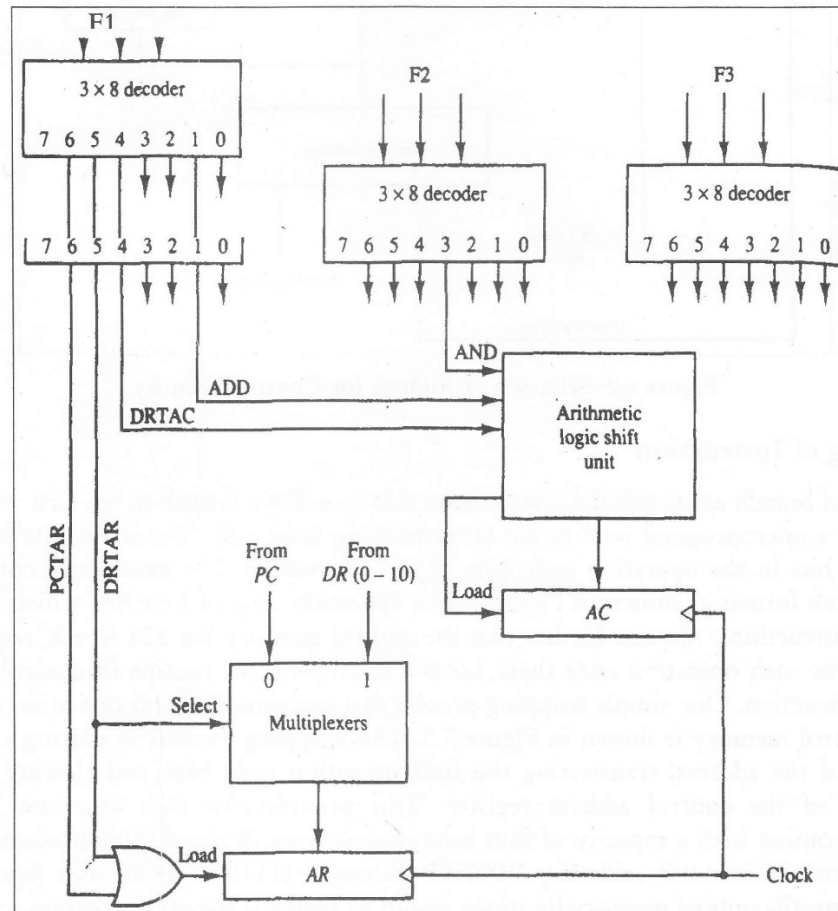 F1
3 × 8 decoder
7 6 5 4 3 2 1 0
7 6 5 4 3 2 1 0
F2
3 × 8 decoder
7 6 5 4 3 2 1 0
F3
3 × 8 decoder
7 6 5 4 3 2 1 0
AND
ADD
DRTAC
Arithmetic
logic shift
unit
PCTAR
DRTAR
From
PC
From
DR (0 – 10)
Load
AC
0 1
Select
Multiplexers
Load
AR
Clock